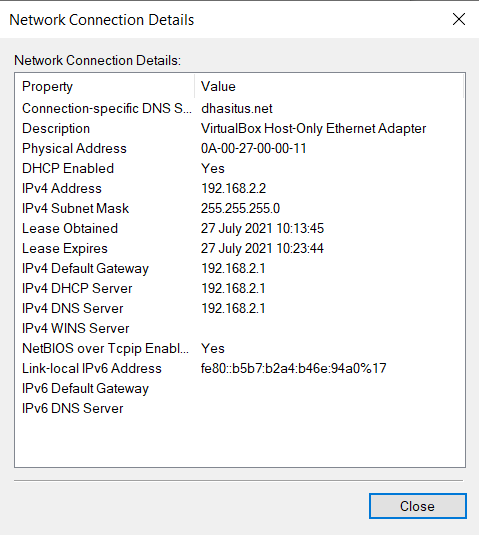 Network Connection Details
Network Connection Details:
Property Value
Connection-specific DNS S... dhasitus.net
Description VirtualBox Host-Only Ethernet Adapter
Physical Address 0A-00-27-00-00-11
DHCP Enabled Yes
IPv4 Address 192.168.2.2
IPv4 Subnet Mask 255.255.255.0
Lease Obtained 27 July 2021 10:13:45
Lease Expires 27 July 2021 10:23:44
IPv4 Default Gateway 192.168.2.1
IPv4 DHCP Server 192.168.2.1
IPv4 DNS Server 192.168.2.1
IPv4 WINS Server
NetBIOS over Tcpip Enabl... Yes
Link-local IPv6 Address fe80::b5b7:b2a4:b46e:94a0%17
IPv6 Default Gateway
IPv6 DNS Server
Close